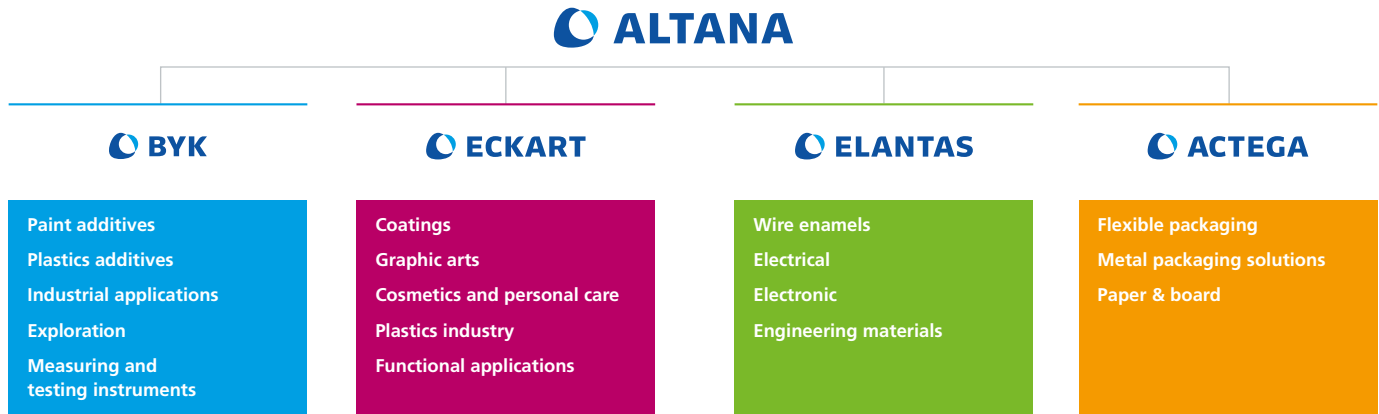 ALTANA
BYK
ECKART
ELANTAS
ACTEGA
Paint additives
Plastics additives
Industrial applications
Exploration
Measuring and
testing instruments
Coatings
Graphic arts
Cosmetics and personal care
Plastics industry
Functional applications
Wire enamels
Electrical
Electronic
Engineering materials
Flexible packaging
Metal packaging solutions
Paper & board